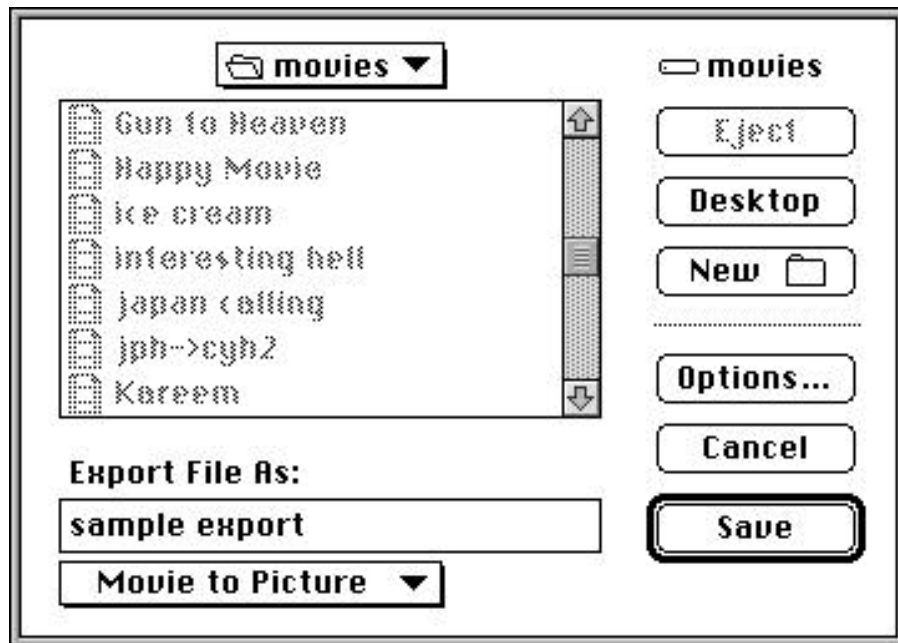 movies
movies
Gun to Heaven
Happy Movie
ice cream
interesting hell
japan calling
jph->cyh2
Kareem
Eject
Desktop
New
Options...
Cancel
Save
Export File As:
sample export
Movie to Picture